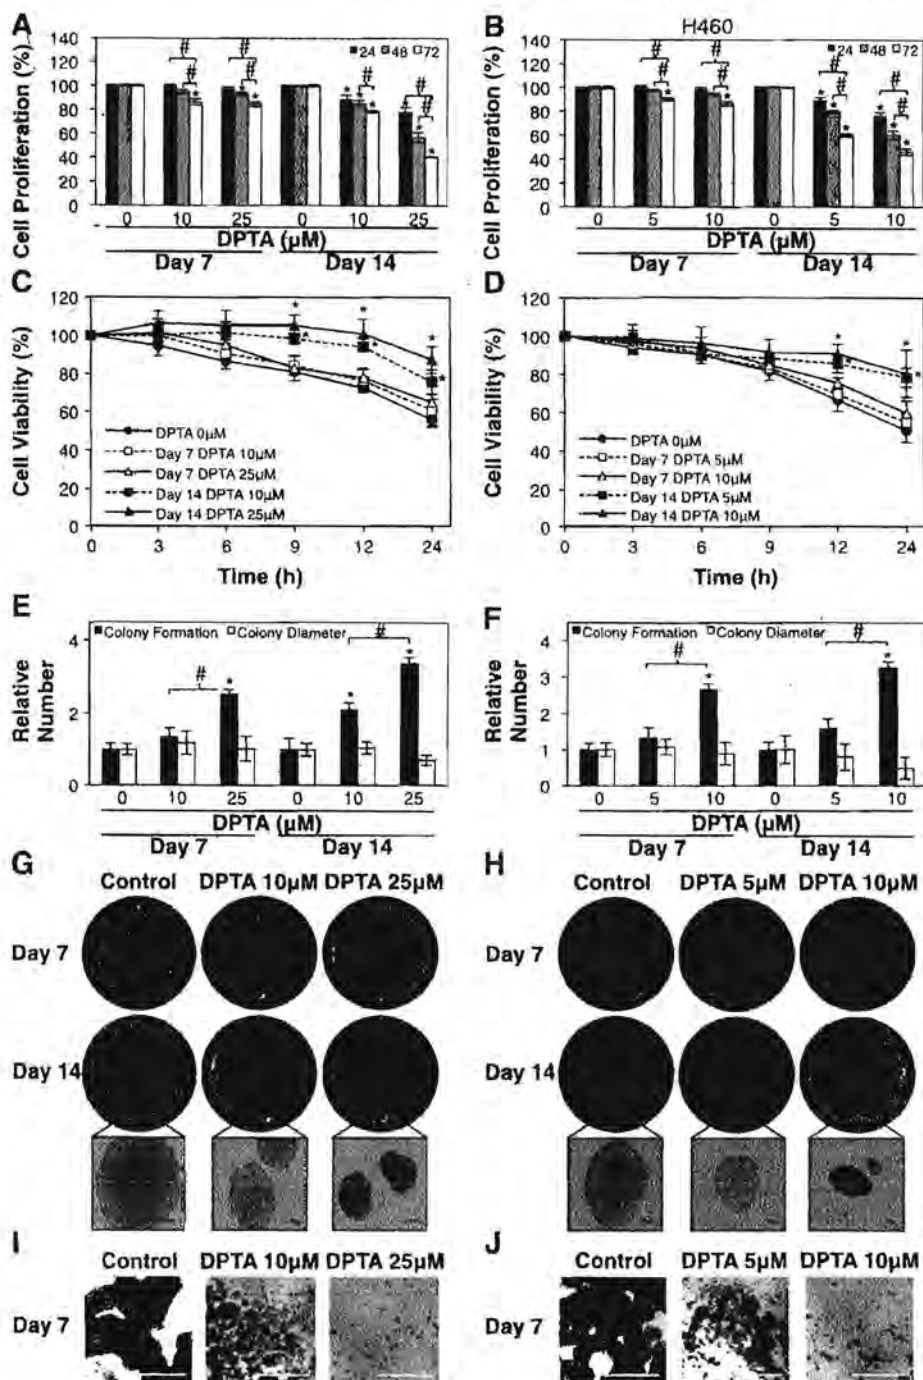 A
Cell Proliferation (%)
140
120
100
80
60
40
20
0
24 48 72
#
#
#
#
#
#
#
0 10 25 0 10 25
DPTA (µM)
Day 7 Day 14
B
H460
Cell Proliferation (%)
140
120
100
80
60
40
20
0
24 48 72
#
#
#
#
#
#
#
#
0 5 10 0 5 10
DPTA (µM)
Day 7 Day 14
C
Cell Viability (%)
120
100
80
60
40
20
0
DPTA 0µM
Day 7 DPTA 10µM
Day 7 DPTA 25µM
Day 14 DPTA 10µM
Day 14 DPTA 25µM
0 3 6 9 12 24
Time (h)
D
Cell Viability (%)
120
100
80
60
40
20
0
DPTA 0µM
Day 7 DPTA 5µM
Day 7 DPTA 10µM
Day 14 DPTA 5µM
Day 14 DPTA 10µM
0 3 6 9 12 24
Time (h)
E
Relative Number
4
2
0
Colony Formation Colony Diameter
#
#
0 10 25 0 10 25
DPTA (µM)
Day 7 Day 14
F
Relative Number
4
3
2
1
0
Colony Formation Colony Diameter
#
#
0 5 10 0 5 10
DPTA (µM)
Day 7 Day 14
G
Control DPTA 10µM DPTA 25µM
Day 7
Day 14
H
Control DPTA 5µM DPTA 10µM
Day 7
Day 14
I
Control DPTA 10µM DPTA 25µM
Day 7
J
Control DPTA 5µM DPTA 10µM
Day 7